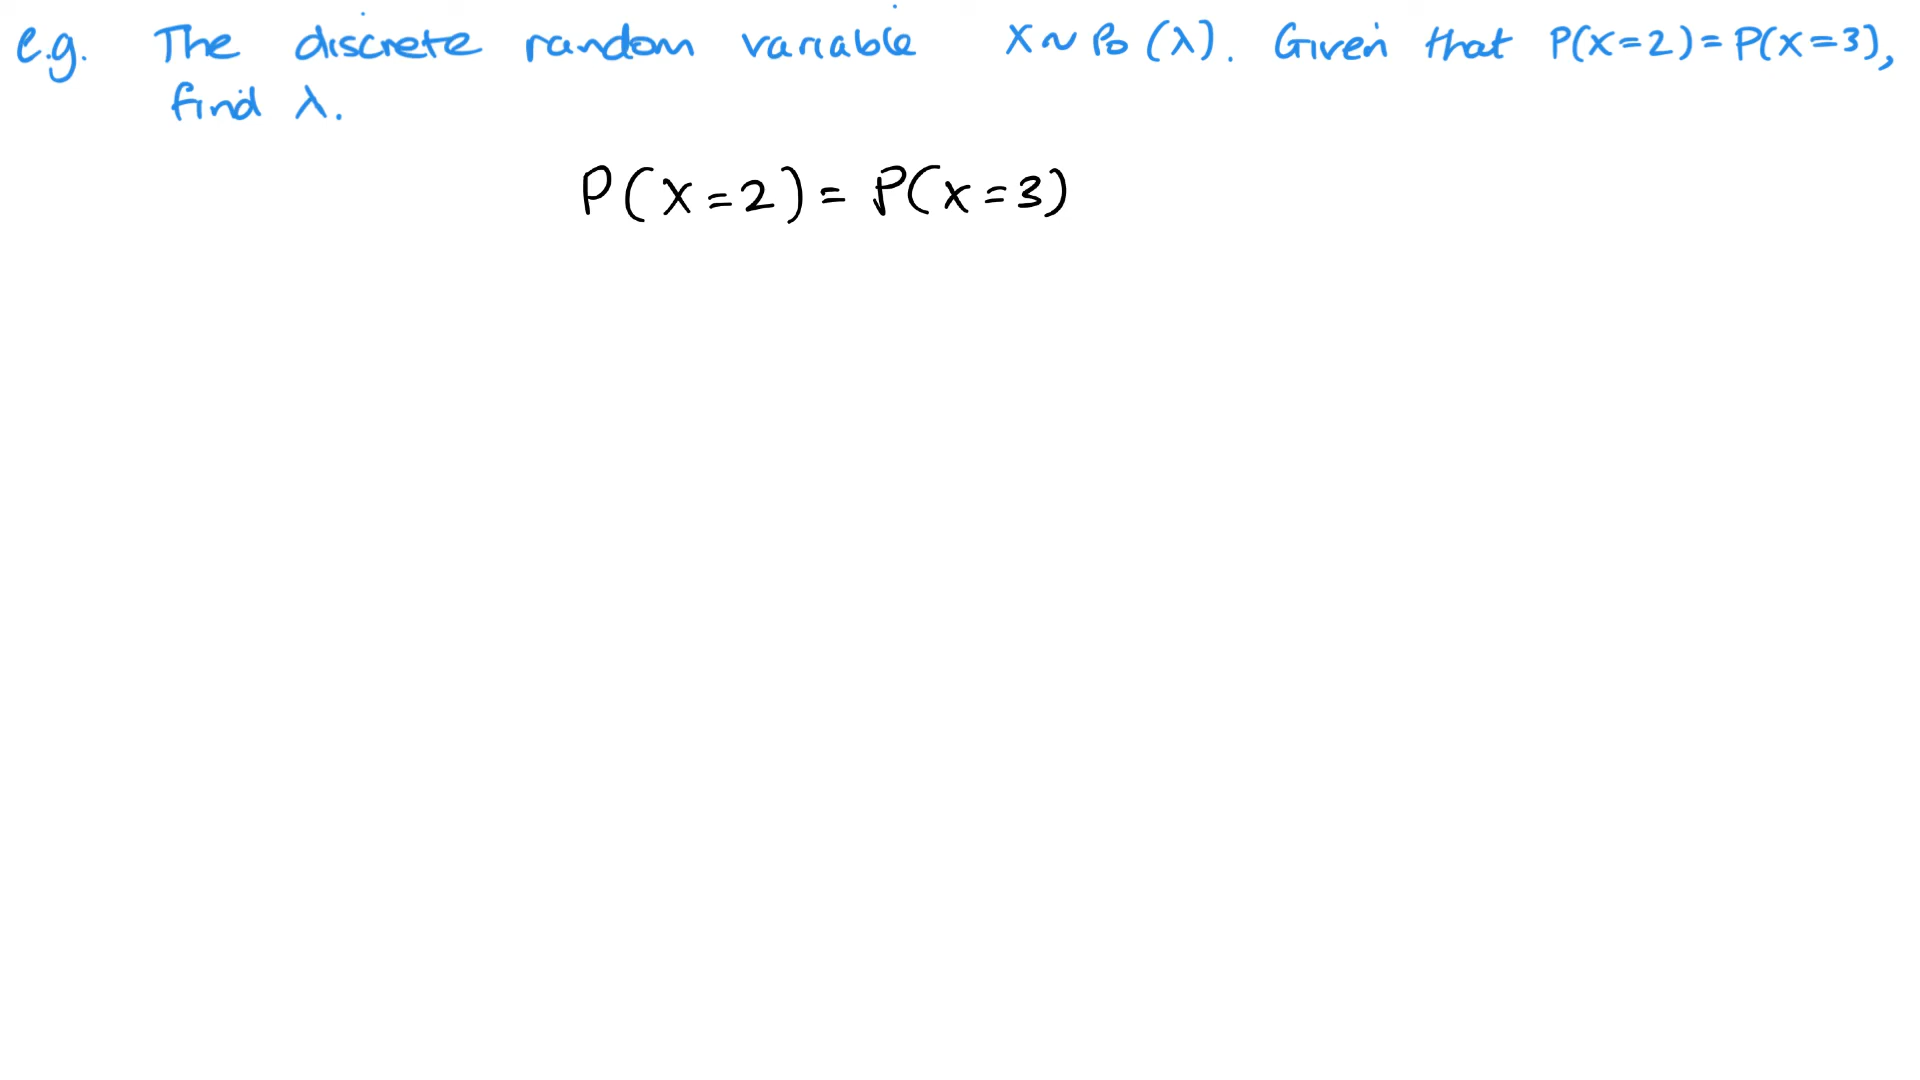 e.g. The discrete random variable X ~ Po (λ). Given that P(X=2) = P(X=3),
find λ.
P(X=2) = P(X=3)